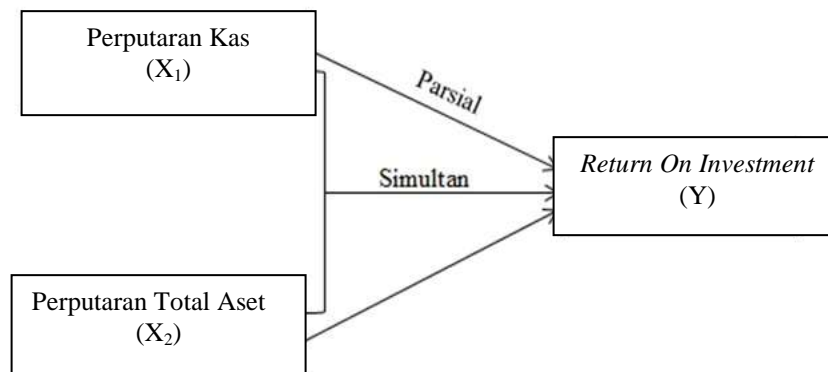 Perputaran Kas
(X₁)
Parsial
Return On Investment
(Y)
Simultan
Perputaran Total Aset
(X₂)